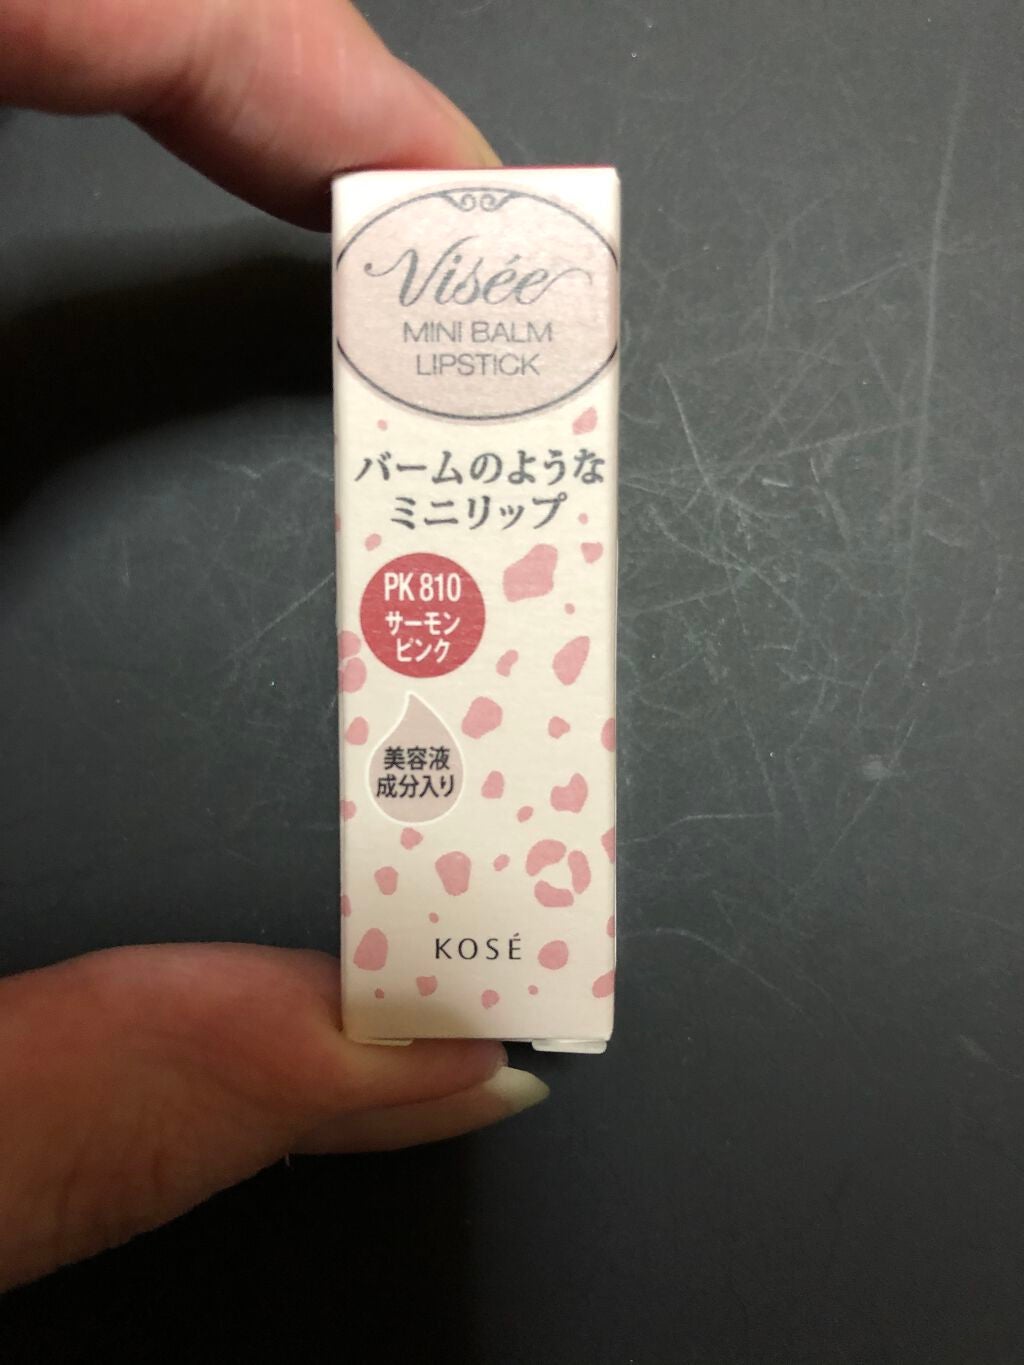 Visée
MINI BALM
LIPSTICK
バームのような
ミニリップ
PK 810
サーモン
ピンク
美容液
成分入り
KOSÉ